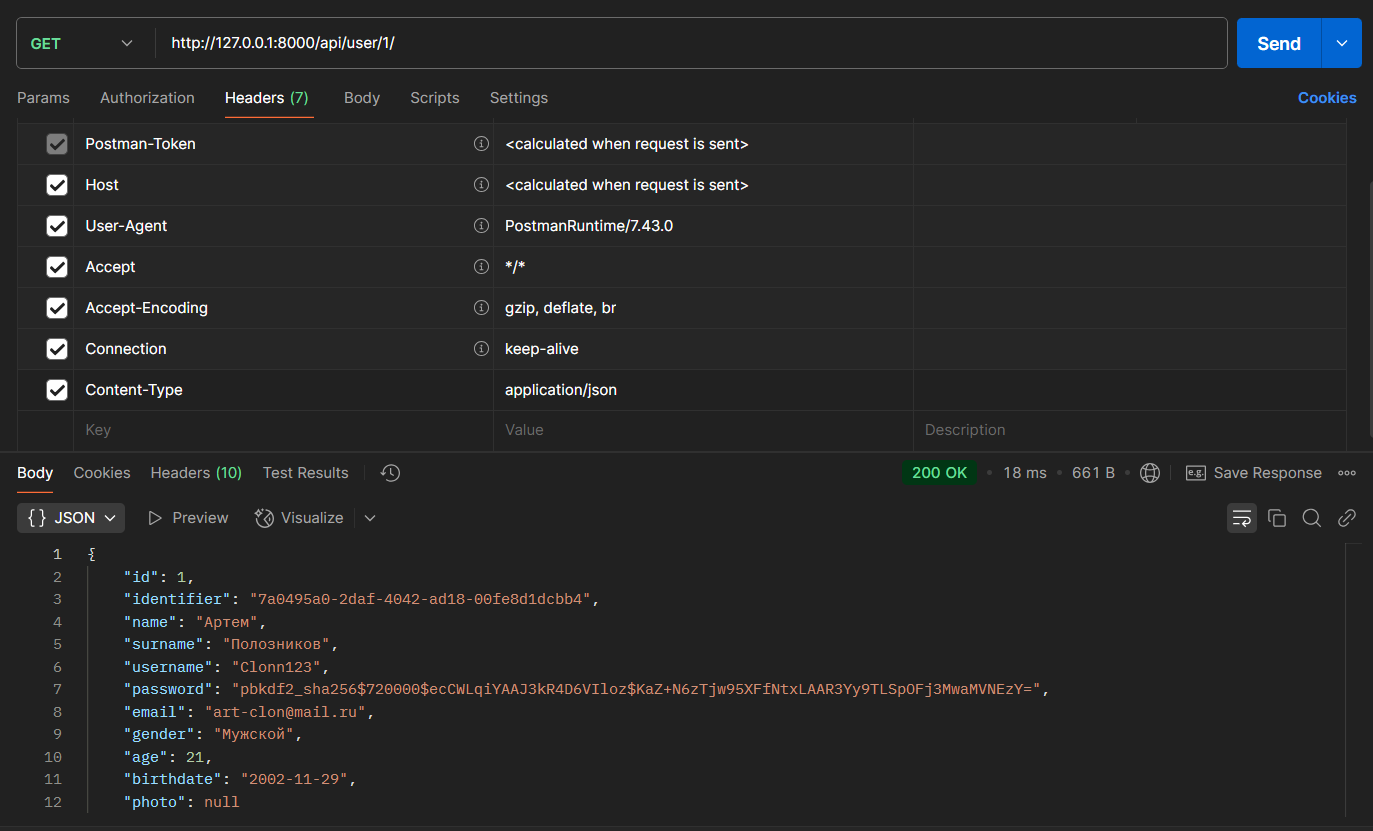 GET http://127.0.0.1:8000/api/user/1/ Send
Params Authorization Headers (7) Body Scripts Settings Cookies
Postman-Token <calculated when request is sent>
Host <calculated when request is sent>
User-Agent PostmanRuntime/7.43.0
Accept */*
Accept-Encoding gzip, deflate, br
Connection keep-alive
Content-Type application/json
Key Value Description
Body Cookies Headers (10) Test Results 200 OK • 18 ms • 661 B • e.g. Save Response
{} JSON Preview Visualize
1 {
2 "id": 1,
3 "identifier": "7a0495a0-2daf-4042-ad18-00fe8d1dcbb4",
4 "name": "Артем",
5 "surname": "Полозников",
6 "username": "Clonn123",
7 "password": "pbkdf2_sha256$720000$ecCWLqiYAAJ3kR4D6VIloz$KaZ+N6zTjw95XFfNtxLAAR3Yy9TLSpOFj3MwaMVNEzY=",
8 "email": "art-clon@mail.ru",
9 "gender": "Мужской",
10 "age": 21,
11 "birthdate": "2002-11-29",
12 "photo": null